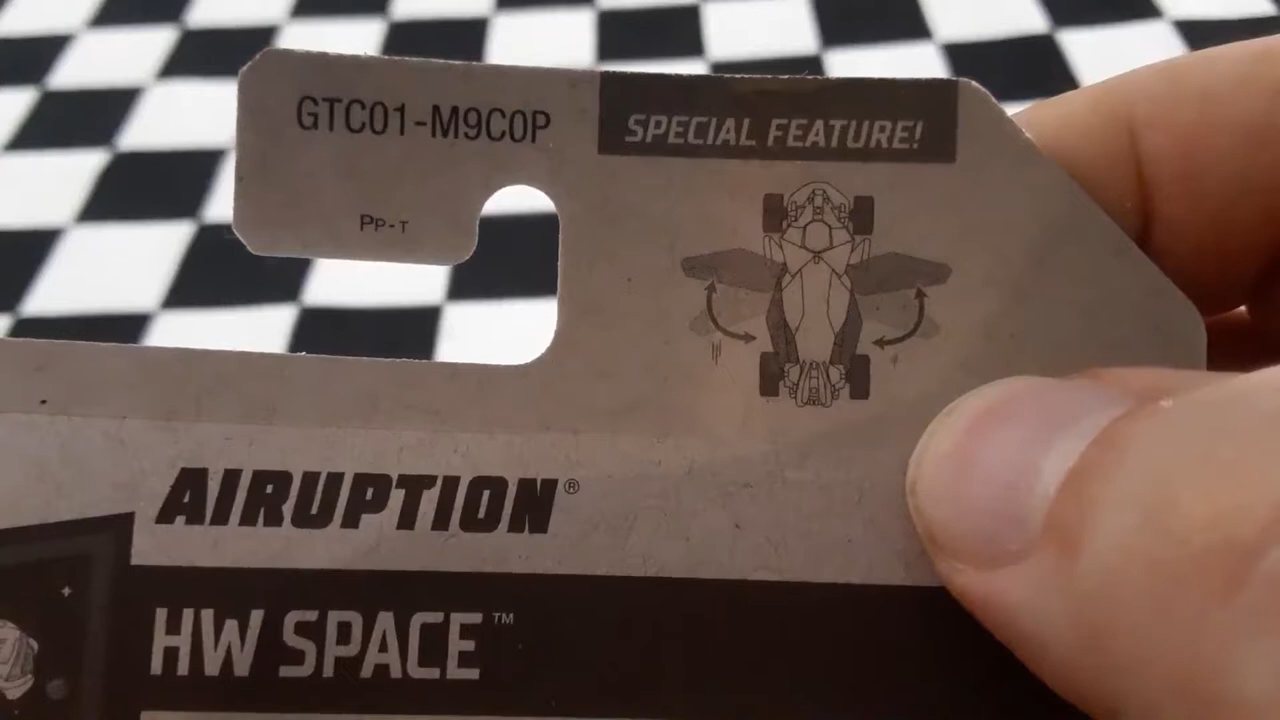 GTC01-M9C0P
SPECIAL FEATURE!
PP-T
AIRUPTION®
HW SPACE™